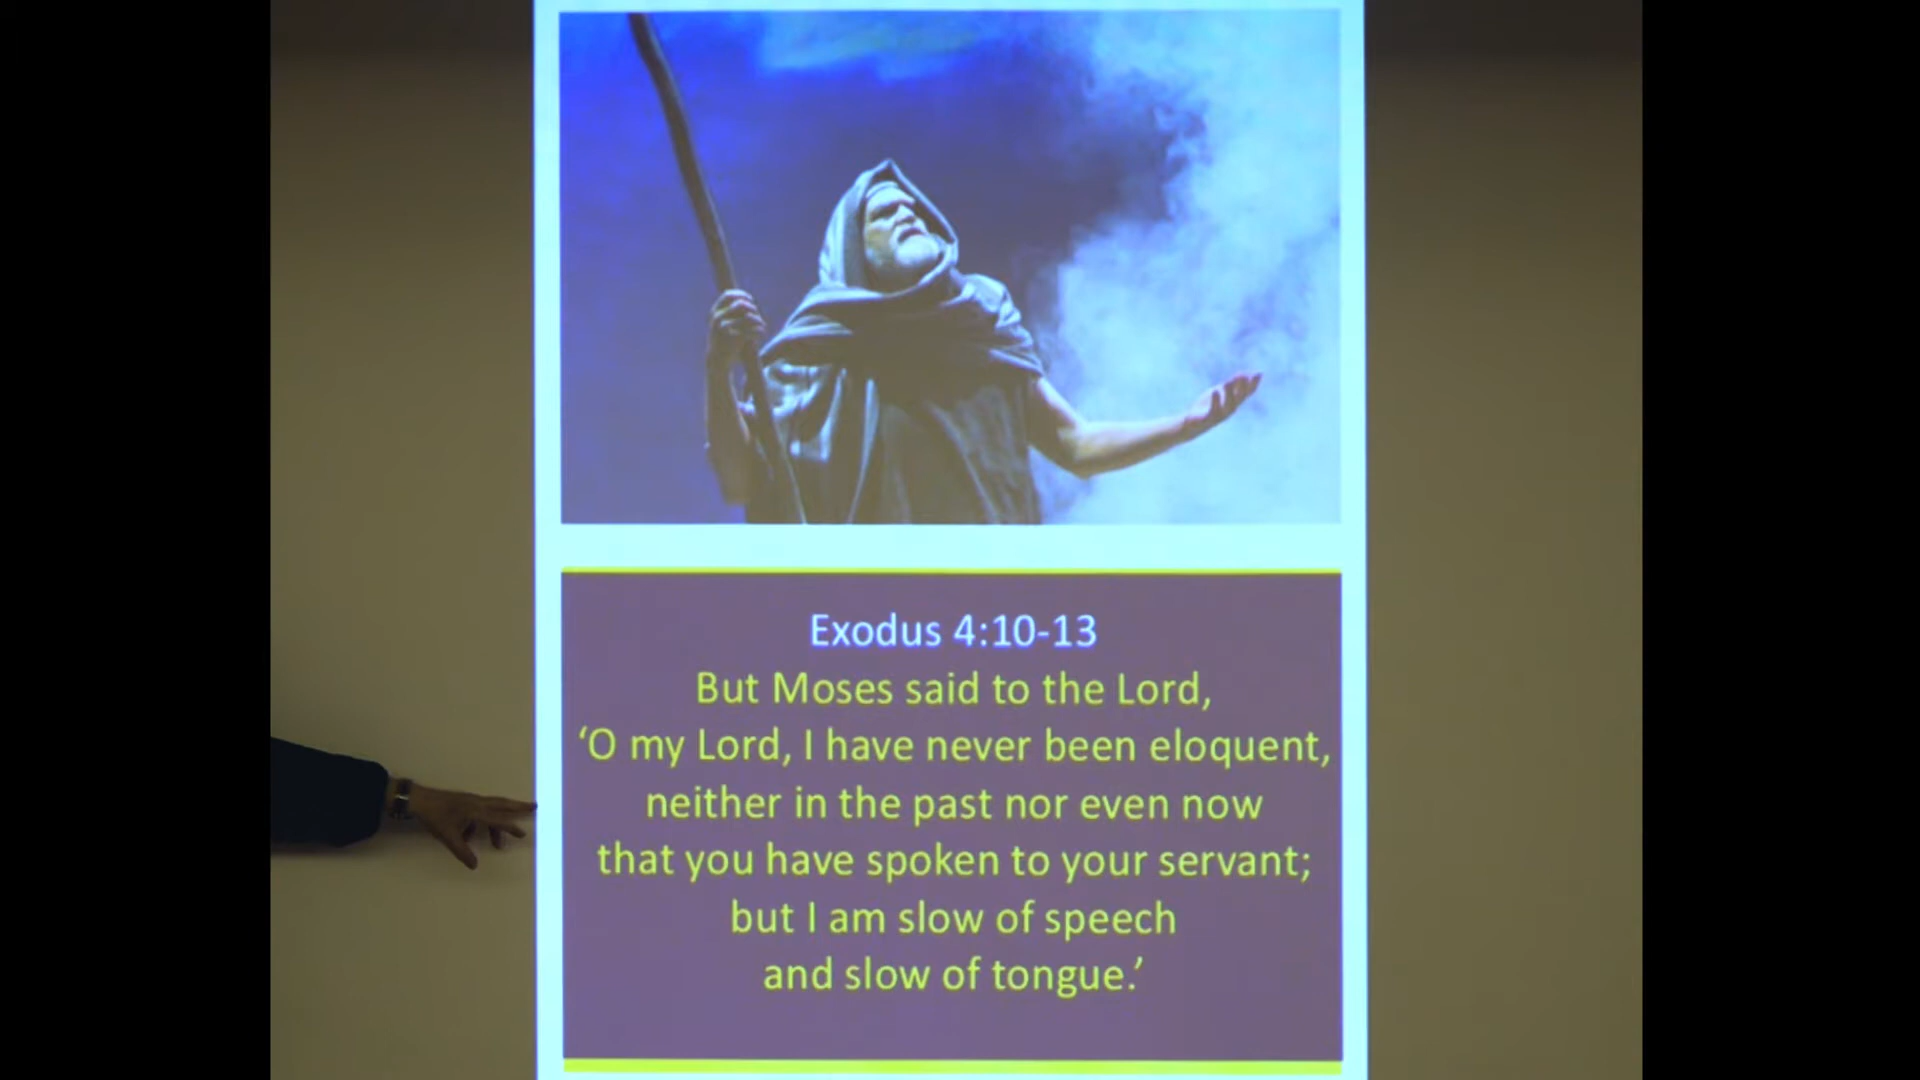 Exodus 4:10-13
But Moses said to the Lord,
‘O my Lord, I have never been eloquent,
neither in the past nor even now
that you have spoken to your servant;
but I am slow of speech
and slow of tongue.’